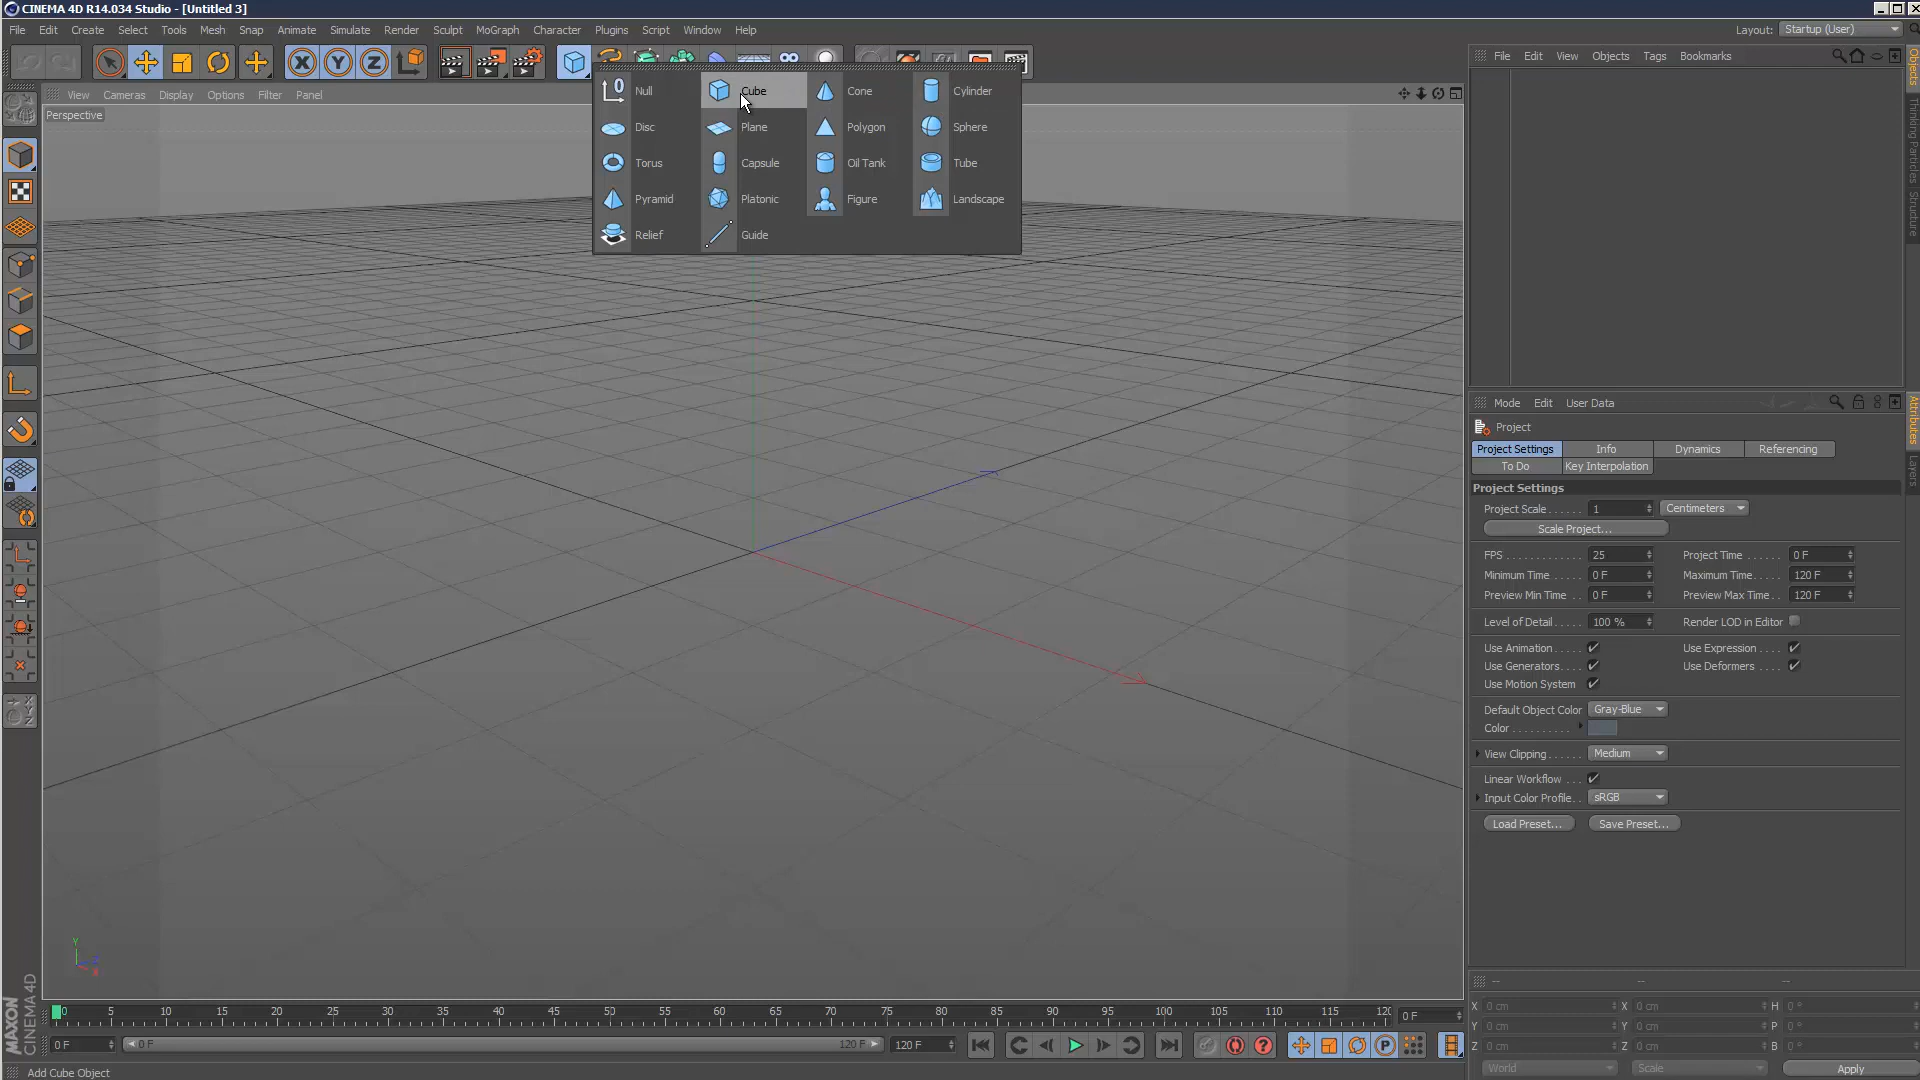 CINEMA 4D R14.034 Studio - [Untitled 3]
File Edit Create Select Tools Mesh Snap Animate Simulate Render Sculpt MoGraph Character Plugins Script Window Help
Layout: Startup (User)
File Edit View Objects Tags Bookmarks
View Cameras Display Options Filter Panel
Perspective
Null Cube Cone Cylinder
Disc Plane Polygon Sphere
Torus Capsule Oil Tank Tube
Pyramid Platonic Figure Landscape
Relief Guide
Objects
Thinking Particles
Structure
Mode Edit User Data
Attributes
Layers
Project
Project Settings Info Dynamics Referencing
To Do Key Interpolation
Project Settings
Project Scale . . . . . . 1 Centimeters
Scale Project...
FPS . . . . . . . . . . . . . 25 Project Time . . . . . . 0 F
Minimum Time . . . 0 F Maximum Time. . . . . 120 F
Preview Min Time . . 0 F Preview Max Time. . 120 F
Level of Detail . . . . . 100 % Render LOD in Editor
Use Animation . . . . Use Expression . . . .
Use Generators. . . . Use Deformers . . . .
Use Motion System
Default Object Color Gray-Blue
Color . . . . . . . . . .
View Clipping . . . . . . Medium
Linear Workflow . . .
Input Color Profile. . sRGB
Load Preset... Save Preset...
X Y Z
Y Z X
MAXON
CINEMA 4D
0 5 10 15 20 25 30 35 40 45 50 55 60 65 70 75 80 85 90 95 100 105 110 115 120 0 F
0 F 0 F 120 F 120 F
-- -- --
X 0 cm X 0 cm H 0 °
Y 0 cm Y 0 cm P 0 °
Z 0 cm Z 0 cm B 0 °
World Scale Apply
Add Cube Object